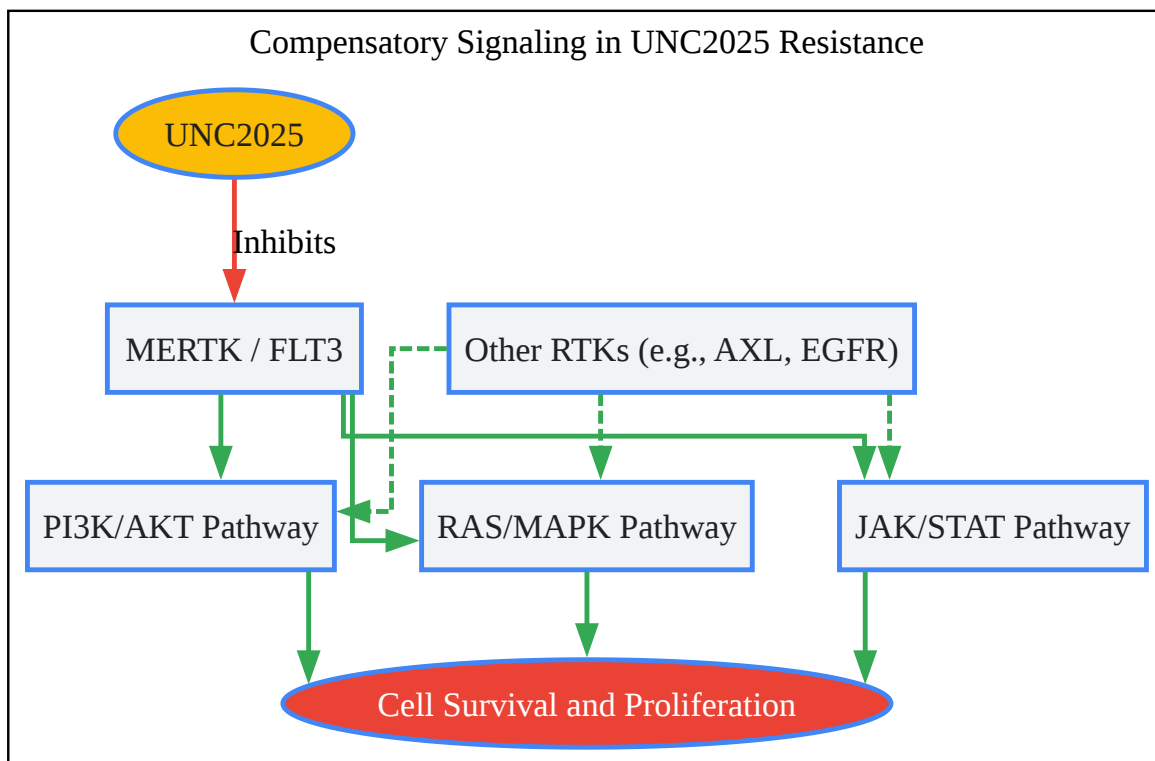 Compensatory Signaling in UNC2025 Resistance
UNC2025
Inhibits
MERTK / FLT3
Other RTKs (e.g., AXL, EGFR)
PI3K/AKT Pathway
RAS/MAPK Pathway
JAK/STAT Pathway
Cell Survival and Proliferation